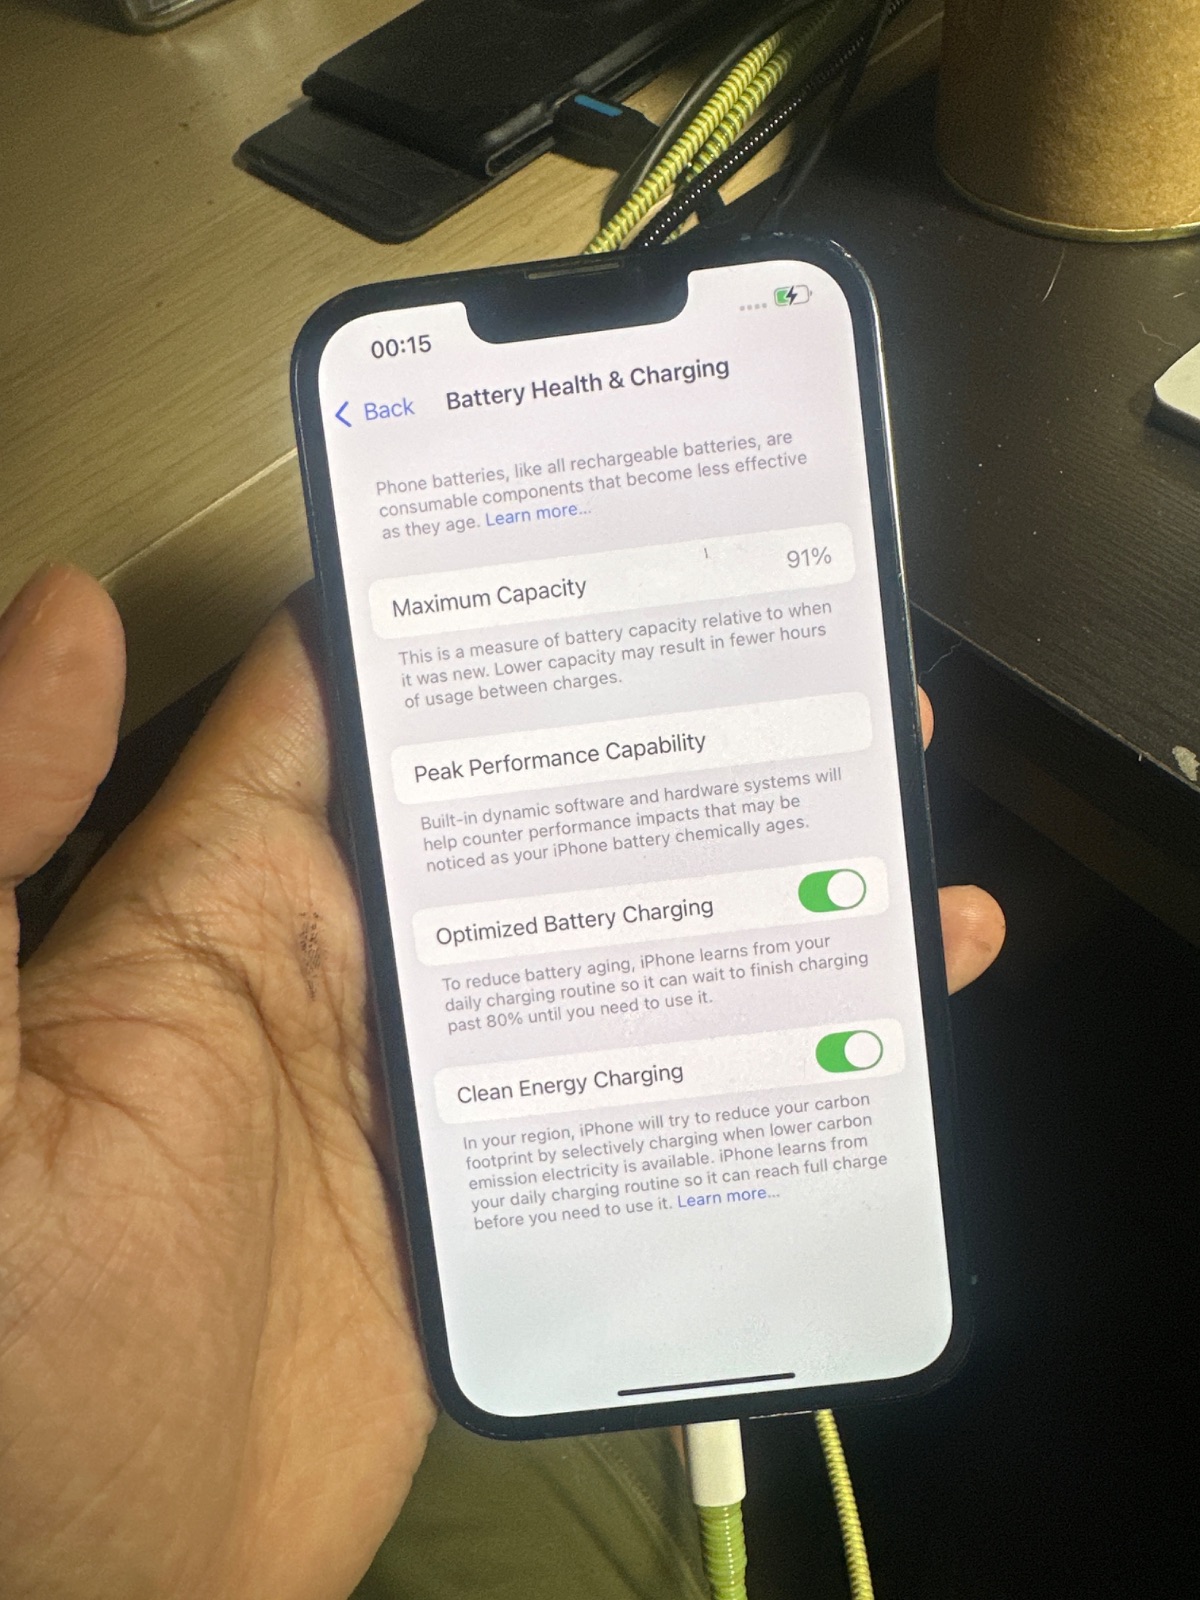 00:15
Back
Battery Health & Charging
Phone batteries, like all rechargeable batteries, are
consumable components that become less effective
as they age. Learn more...
Maximum Capacity
91%
This is a measure of battery capacity relative to when
it was new. Lower capacity may result in fewer hours
of usage between charges.
Peak Performance Capability
Built-in dynamic software and hardware systems will
help counter performance impacts that may be
noticed as your iPhone battery chemically ages.
Optimized Battery Charging
To reduce battery aging, iPhone learns from your
daily charging routine so it can wait to finish charging
past 80% until you need to use it.
Clean Energy Charging
In your region, iPhone will try to reduce your carbon
footprint by selectively charging when lower carbon
emission electricity is available. iPhone learns from
your daily charging routine so it can reach full charge
before you need to use it. Learn more...